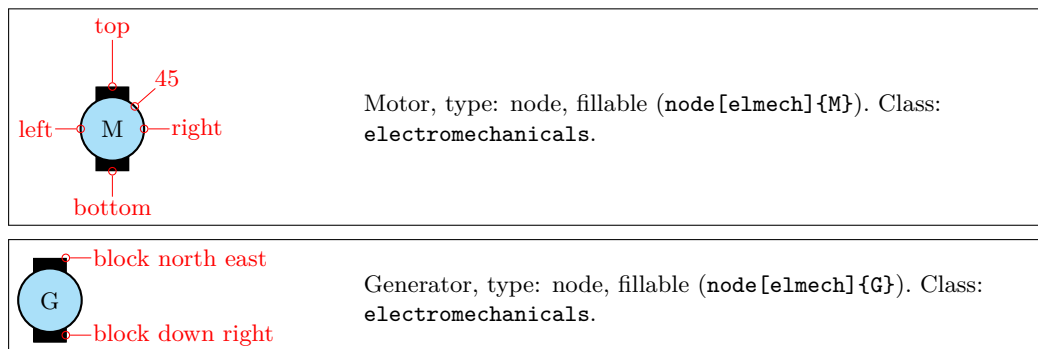 top
45
left
M
right
bottom
Motor, type: node, fillable (node[elmech]{M}). Class:
electromechanicals.
block north east
G
block down right
Generator, type: node, fillable (node[elmech]{G}). Class:
electromechanicals.